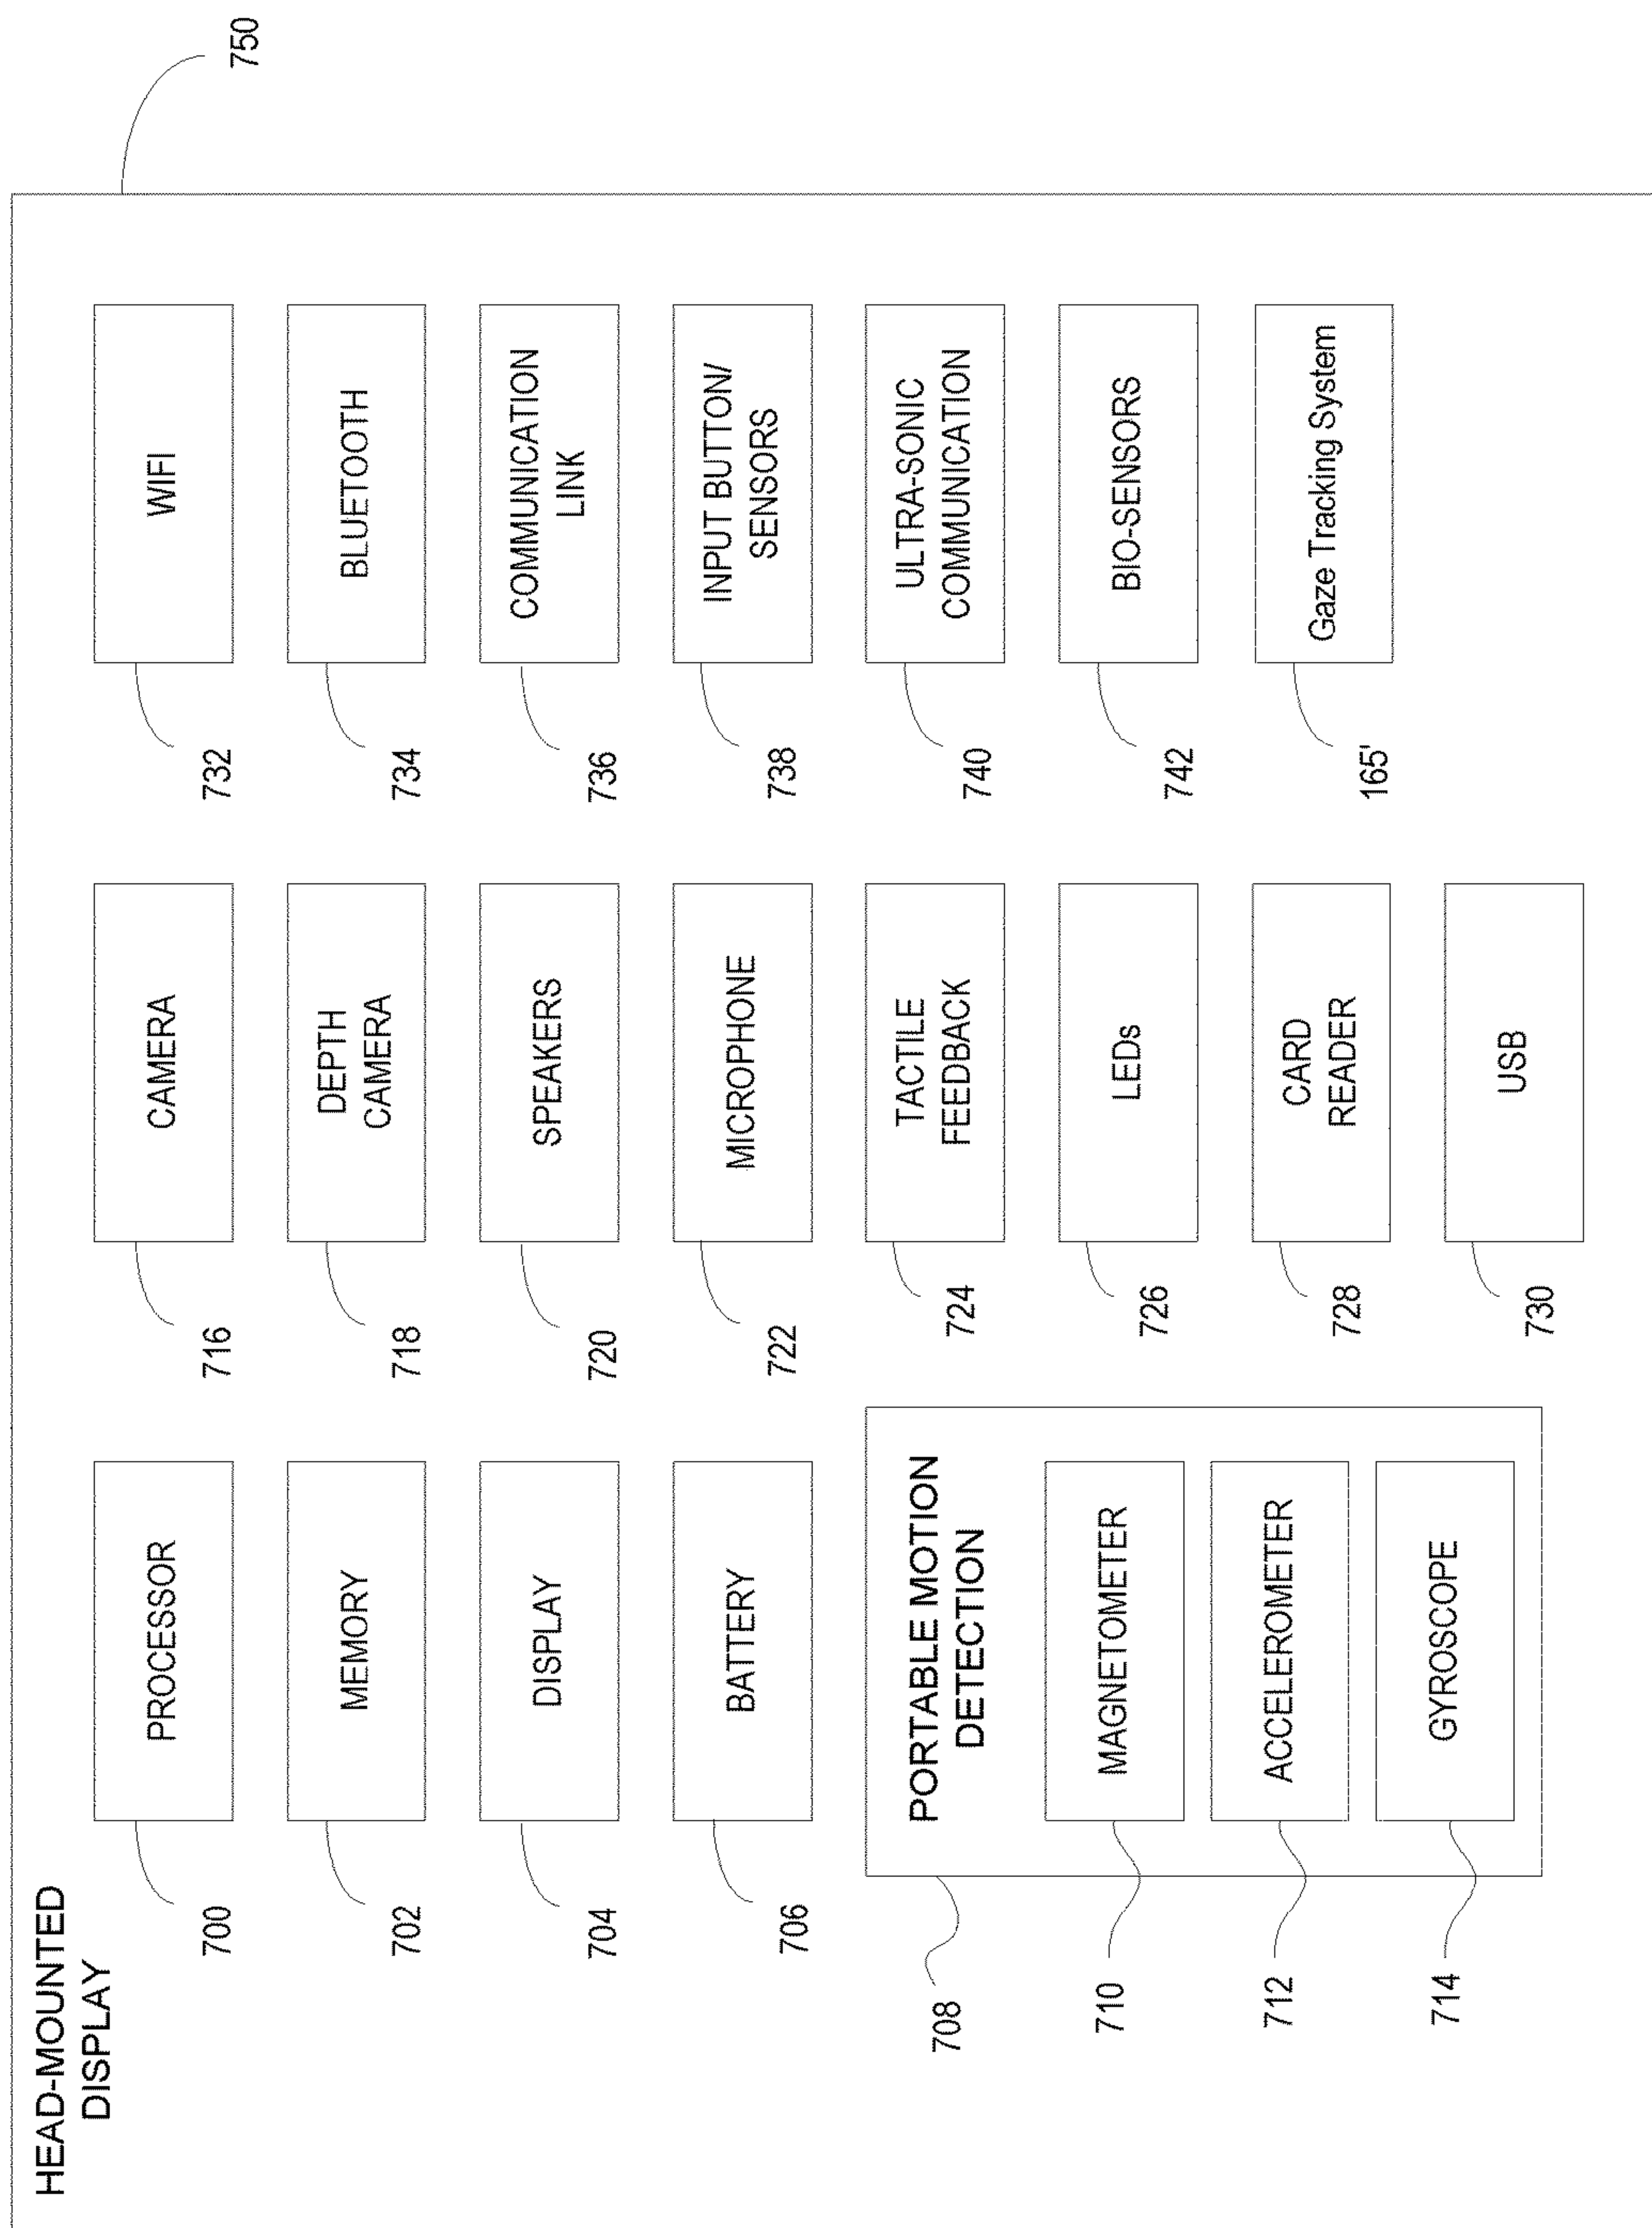 HEAD-MOUNTED
DISPLAY
750
PROCESSOR
700
MEMORY
702
DISPLAY
704
BATTERY
706
PORTABLE MOTION
DETECTION
708
MAGNETOMETER
710
ACCELEROMETER
712
GYROSCOPE
714
CAMERA
716
DEPTH
CAMERA
718
SPEAKERS
720
MICROPHONE
722
TACTILE
FEEDBACK
724
LEDs
726
CARD
READER
728
USB
730
WIFI
732
BLUETOOTH
734
COMMUNICATION
LINK
736
INPUT BUTTON/
SENSORS
738
ULTRA-SONIC
COMMUNICATION
740
BIO-SENSORS
742
Gaze Tracking System
165'